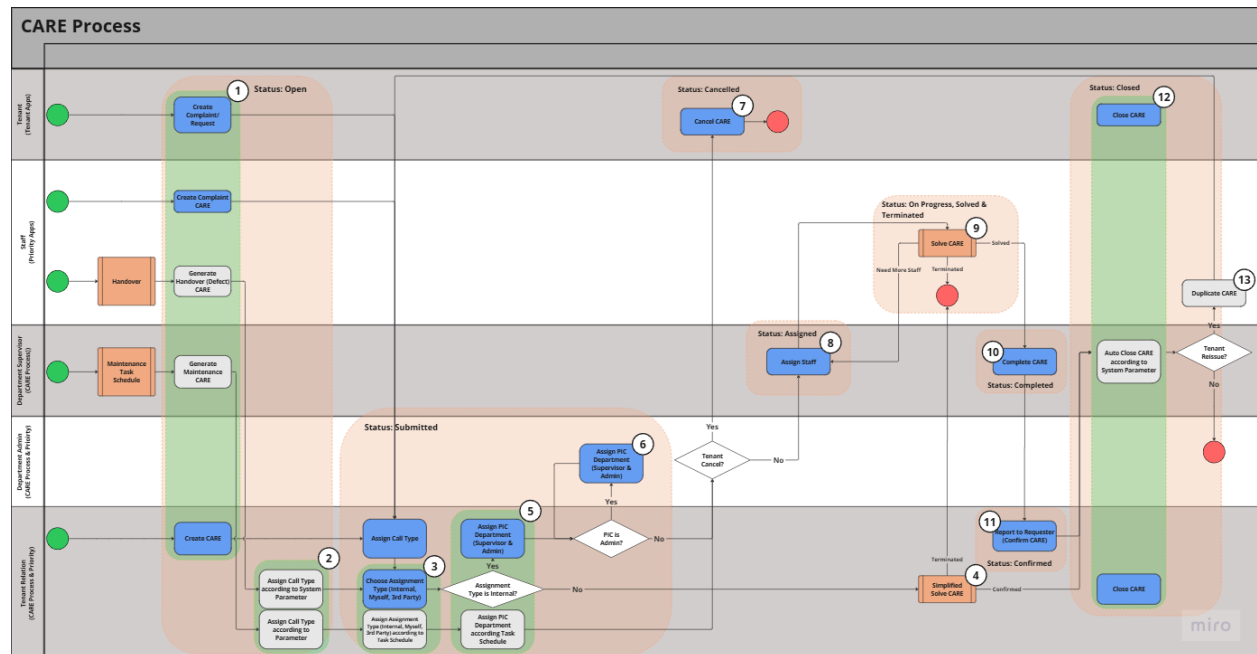 CARE Process
Tenant
(Tenant Apps)
1
Status: Open
Create
Complaint/
Request
Status: Cancelled
7
Cancel CARE
Status: Closed
12
Close CARE
Staff
(Priority Apps)
Create Complaint
CARE
Handover
Generate
Handover (Defect)
CARE
Status: On Progress, Solved &
Terminated
9
Solve CARE
Solved
Need More Staff
Terminated
13
Duplicate CARE
Yes
Department Supervisor
(CARE Process))
Maintenance
Task
Schedule
Generate
Maintenance
CARE
Status: Assigned
8
Assign Staff
10
Complete CARE
Status: Completed
Auto Close CARE
according to
System Parameter
Tenant
Reissue?
No
Department Admin
(CARE Process & Priority)
Status: Submitted
6
Assign PIC
Department
(Supervisor &
Admin)
Yes
Yes
Tenant
Cancel?
No
Tenant Relation
(CARE Process & Priority)
Create CARE
Assign Call Type
5
Assign PIC
Department
(Supervisor &
Admin)
Yes
PIC is
Admin?
No
11
Report to Requester
(Confirm CARE)
Status: Confirmed
2
Assign Call Type
according to System
Parameter
3
Choose Assignment
Type (Internal,
Myself, 3rd Party)
Assignment
Type is Internal?
No
Terminated
4
Simplified
Solve CARE
Confirmed
Close CARE
Assign Call Type
according to
Parameter
Assign Assignment
Type (Internal, Myself,
3rd Party) according to
Task Schedule
Assign PIC
Department
according Task
Schedule
miro